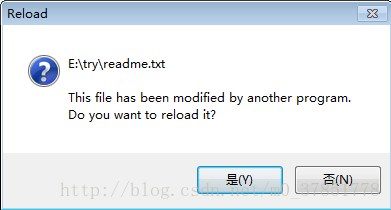 Reload
E:\try\readme.txt
This file has been modified by another program.
Do you want to reload it?
是(Y)
否(N)